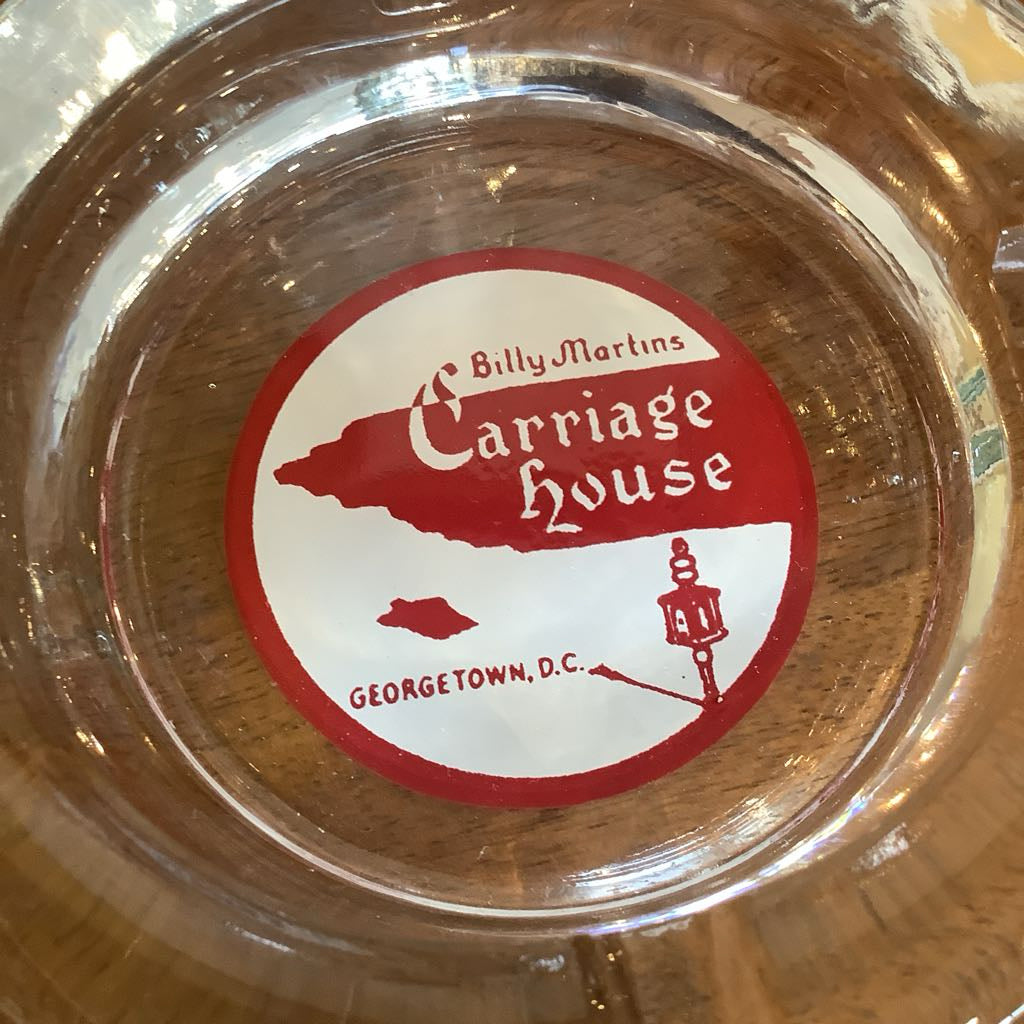 Billy Martins
Carriage
house
GEORGETOWN, D.C.